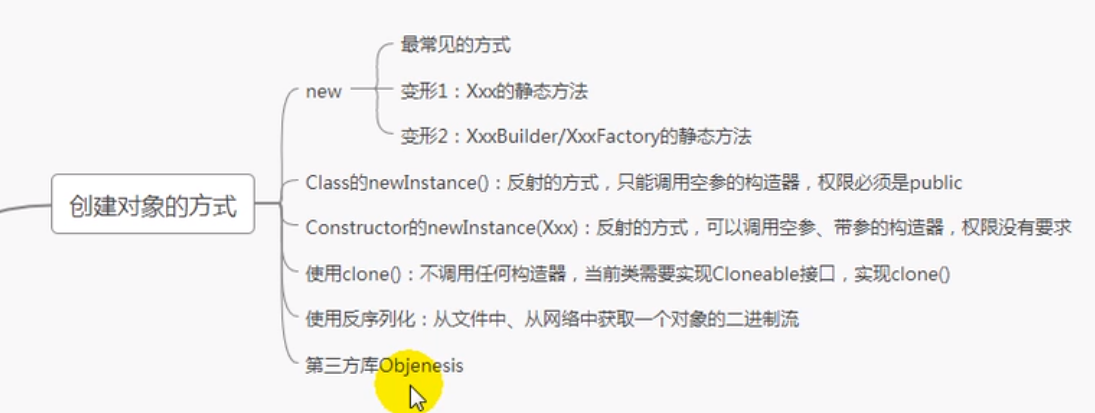 创建对象的方式
new
最常见的方式
变形1：Xxx的静态方法
变形2：XxxBuilder/XxxFactory的静态方法
Class的newInstance()：反射的方式，只能调用空参的构造器，权限必须是public
Constructor的newInstance(Xxx)：反射的方式，可以调用空参、带参的构造器，权限没有要求
使用clone()：不调用任何构造器，当前类需要实现Cloneable接口，实现clone()
使用反序列化：从文件中、从网络中获取一个对象的二进制流
第三方库Objenesis